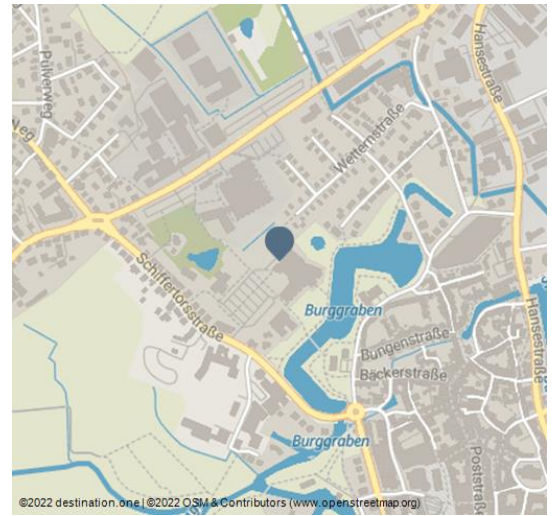 Pulverweg
Hansestraße
Wetternstraße
Schiffertorsstraße
Burggraben
Bungenstraße
Bäckerstraße
Hansestraße
Burggraben
Poststraße
©2022 destination.one | ©2022 OSM & Contributors (www.openstreetmap.org)